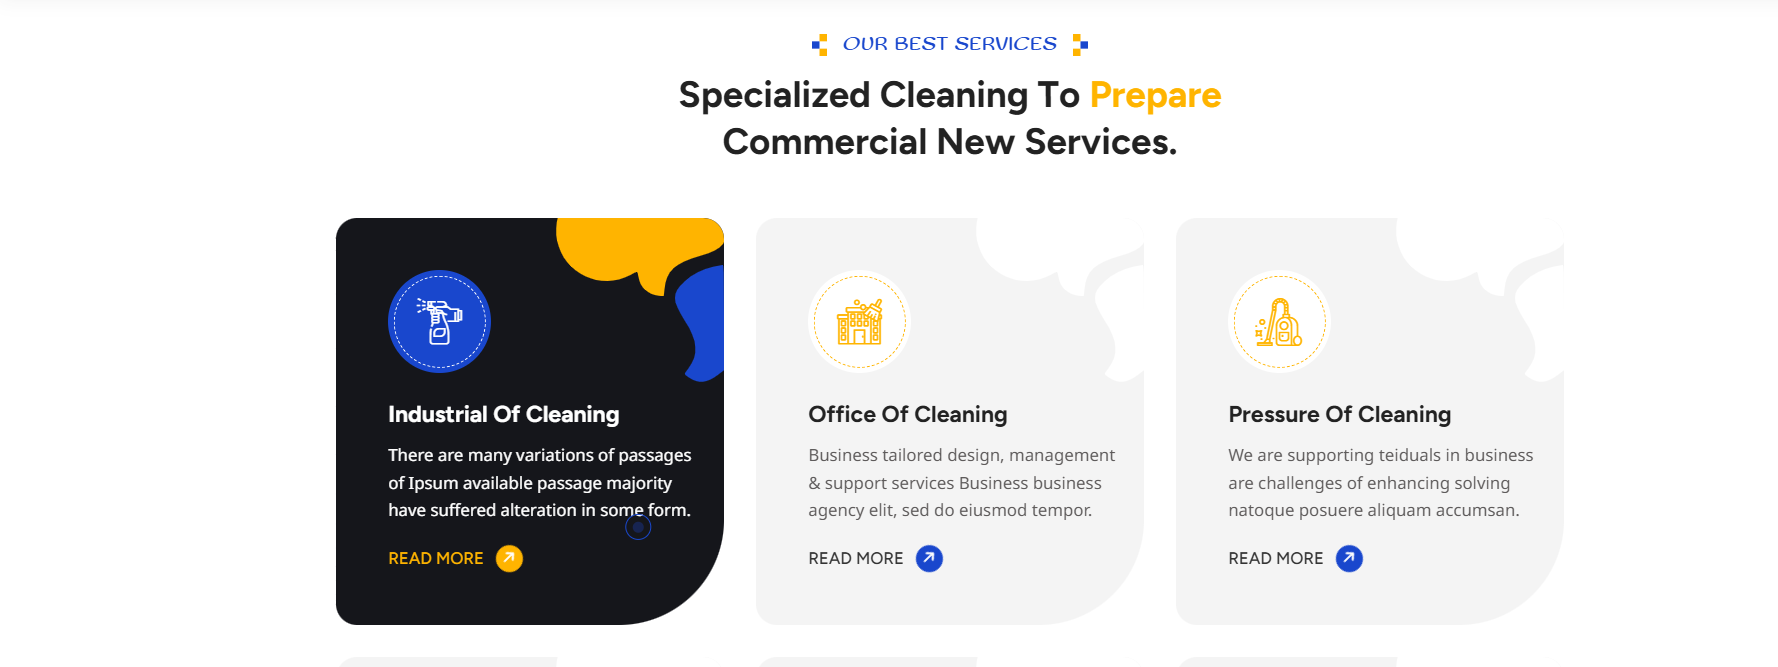 OUR BEST SERVICES
Specialized Cleaning To Prepare
Commercial New Services.
Industrial Of Cleaning
There are many variations of passages
of Ipsum available passage majority
have suffered alteration in some form.
READ MORE
Office Of Cleaning
Business tailored design, management
& support services Business business
agency elit, sed do eiusmod tempor.
READ MORE
Pressure Of Cleaning
We are supporting teiduals in business
are challenges of enhancing solving
natoque posuere aliquam accumsan.
READ MORE